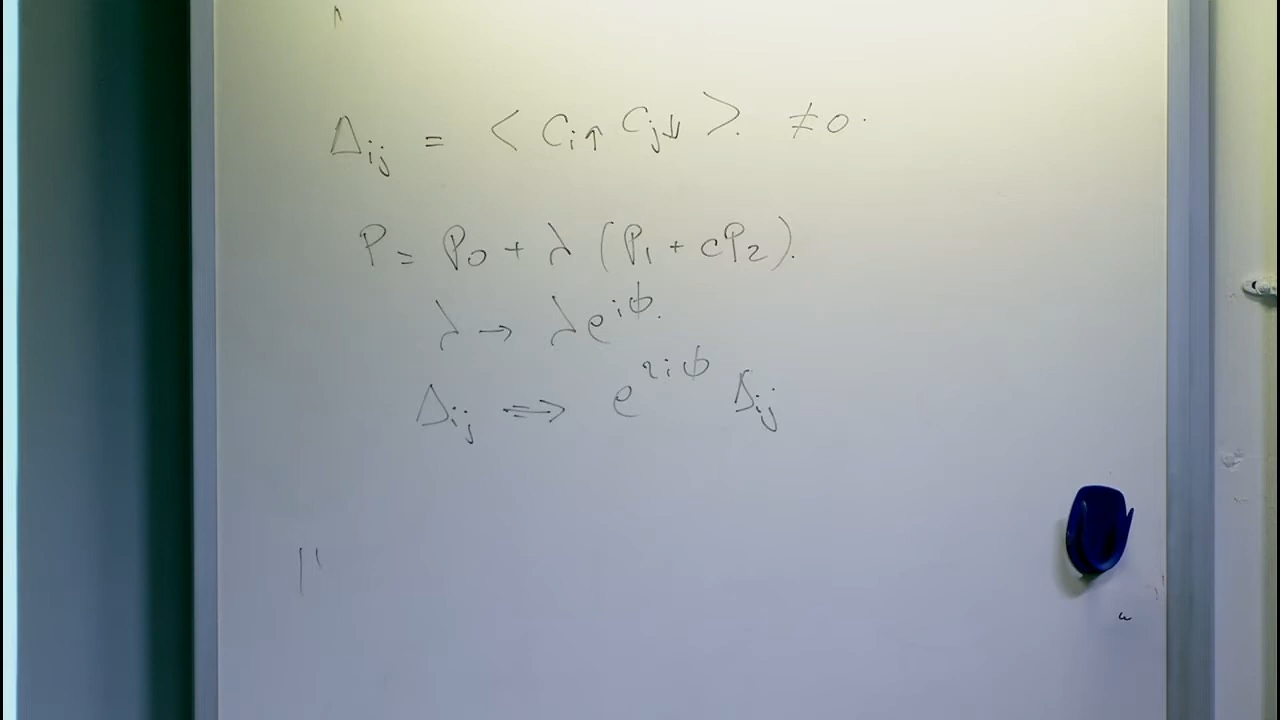 Δij = < Ci↑ Cj↓ >. ≠0.
P = P0 + λ (P1 + cP2).
λ → λe^{iϕ}.
Δij ⟺ e^{2iϕ} Δij